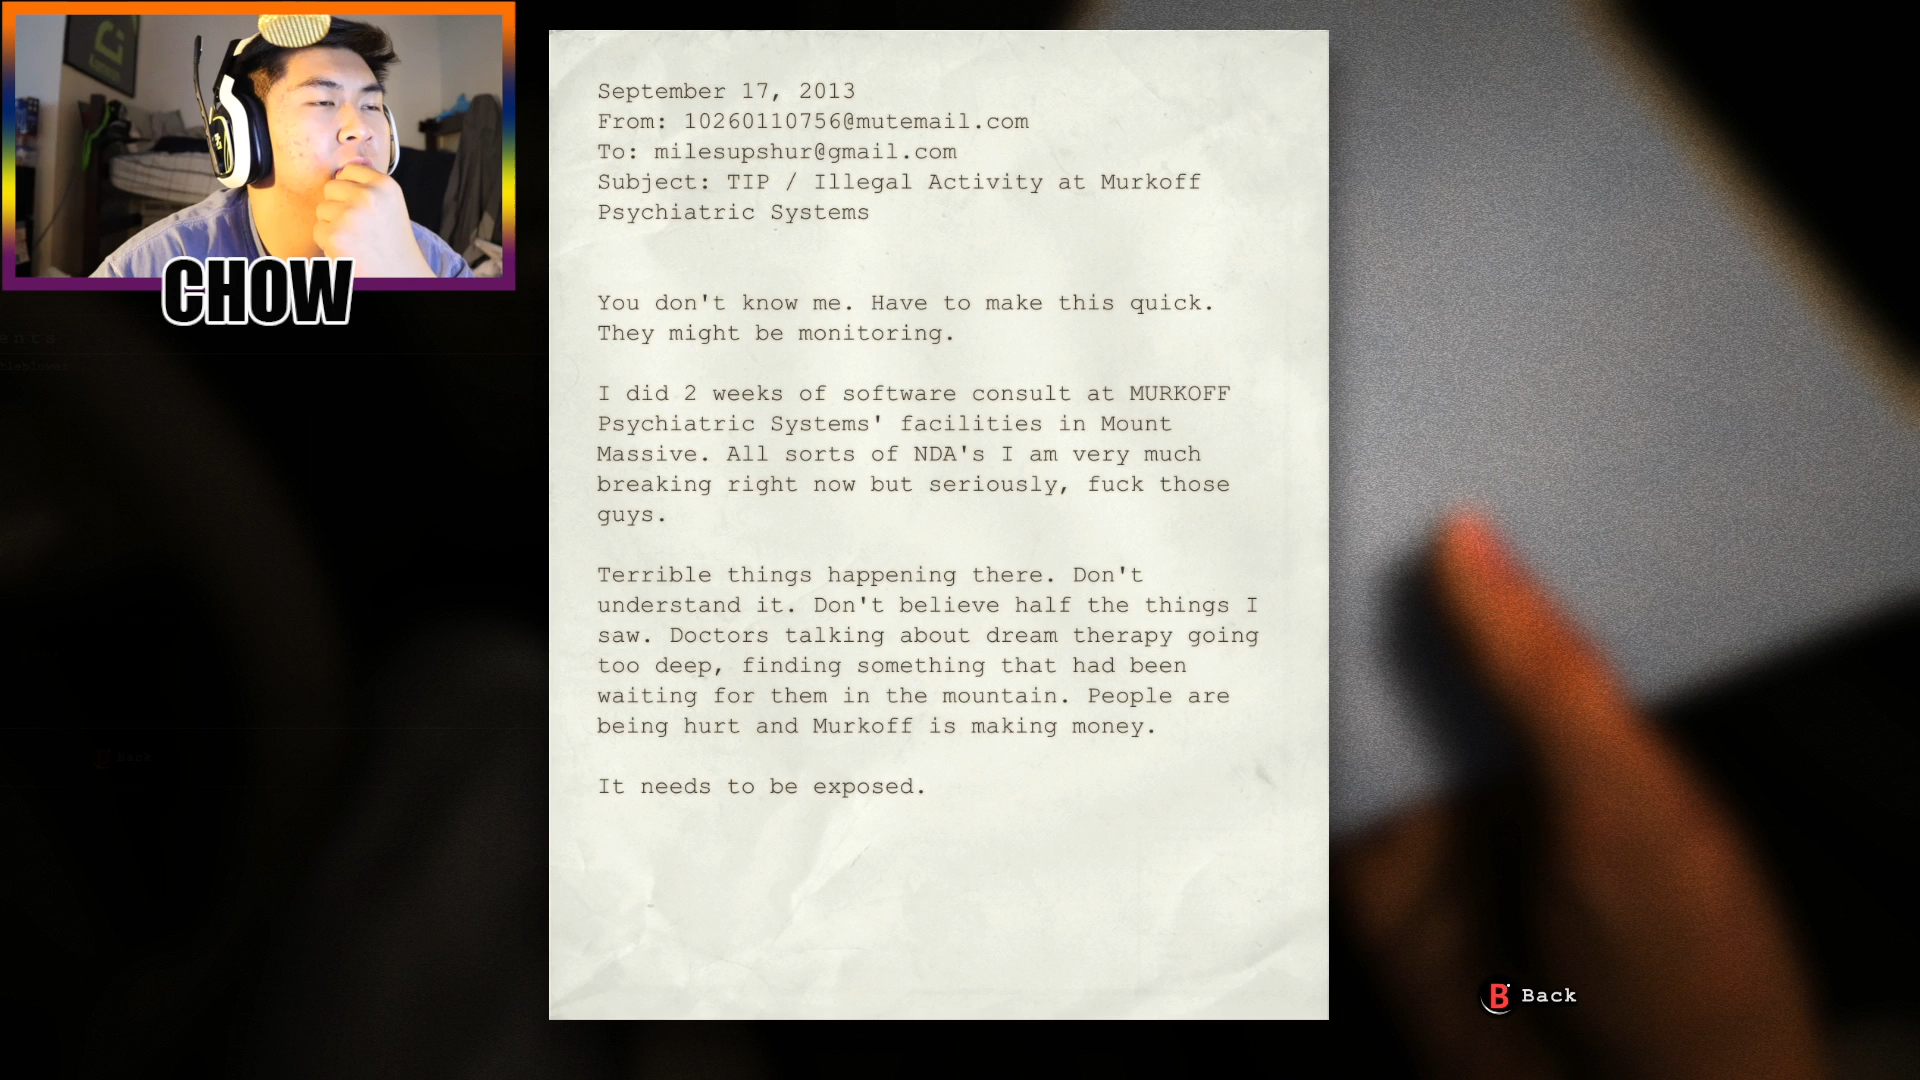 CHOW
September 17, 2013
From: 10260110756@mutemail.com
To: milesupshur@gmail.com
Subject: TIP / Illegal Activity at Murkoff
Psychiatric Systems
You don't know me. Have to make this quick.
They might be monitoring.
I did 2 weeks of software consult at MURKOFF
Psychiatric Systems' facilities in Mount
Massive. All sorts of NDA's I am very much
breaking right now but seriously, fuck those
guys.
Terrible things happening there. Don't
understand it. Don't believe half the things I
saw. Doctors talking about dream therapy going
too deep, finding something that had been
waiting for them in the mountain. People are
being hurt and Murkoff is making money.
It needs to be exposed.
B Back
Back